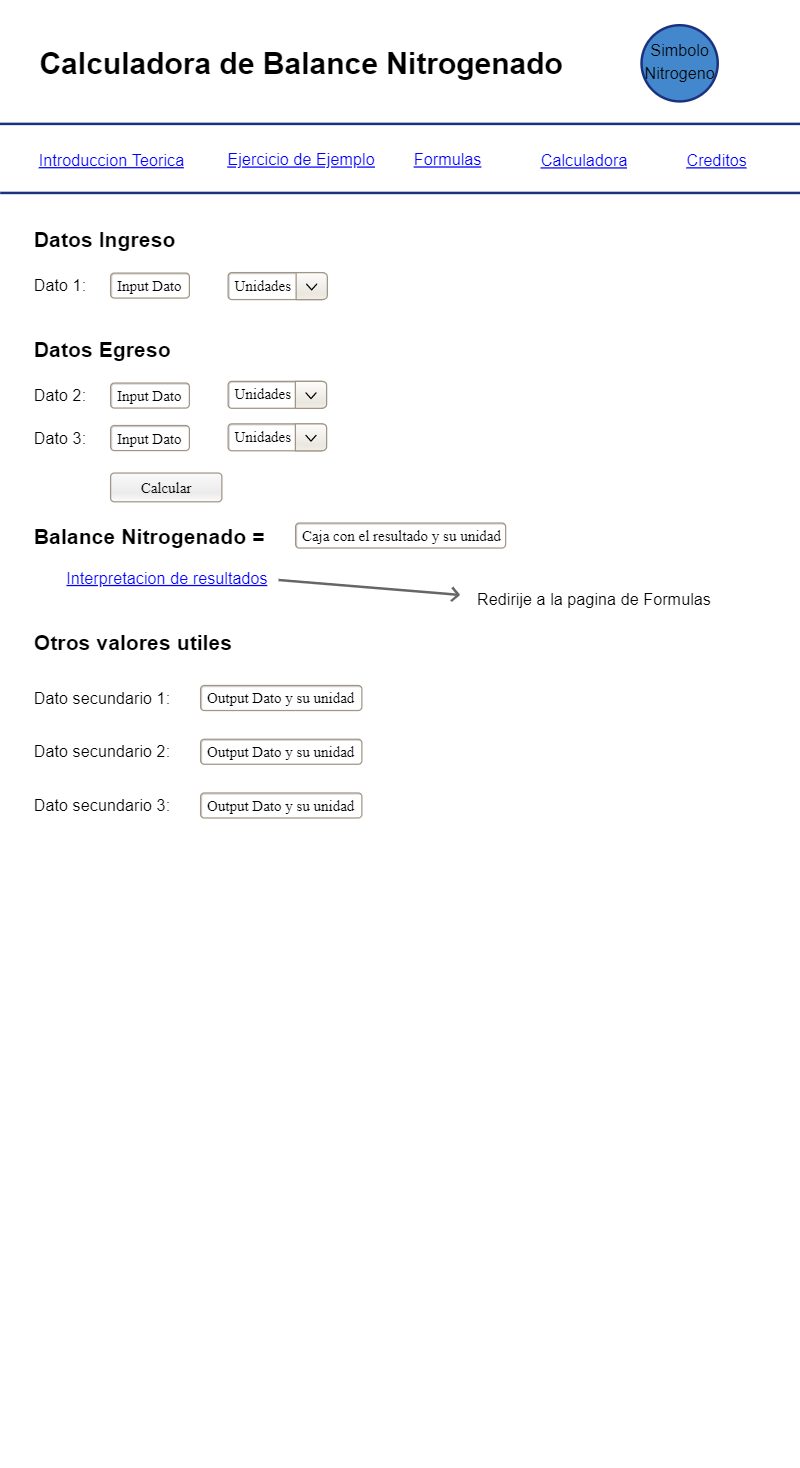 Calculadora de Balance Nitrogenado
Simbolo
Nitrogeno
Introduccion Teorica
Ejercicio de Ejemplo
Formulas
Calculadora
Creditos
Datos Ingreso
Dato 1:
Input Dato
Unidades
Datos Egreso
Dato 2:
Input Dato
Unidades
Dato 3:
Input Dato
Unidades
Calcular
Balance Nitrogenado =
Caja con el resultado y su unidad
Interpretacion de resultados
Redirije a la pagina de Formulas
Otros valores utiles
Dato secundario 1:
Output Dato y su unidad
Dato secundario 2:
Output Dato y su unidad
Dato secundario 3:
Output Dato y su unidad